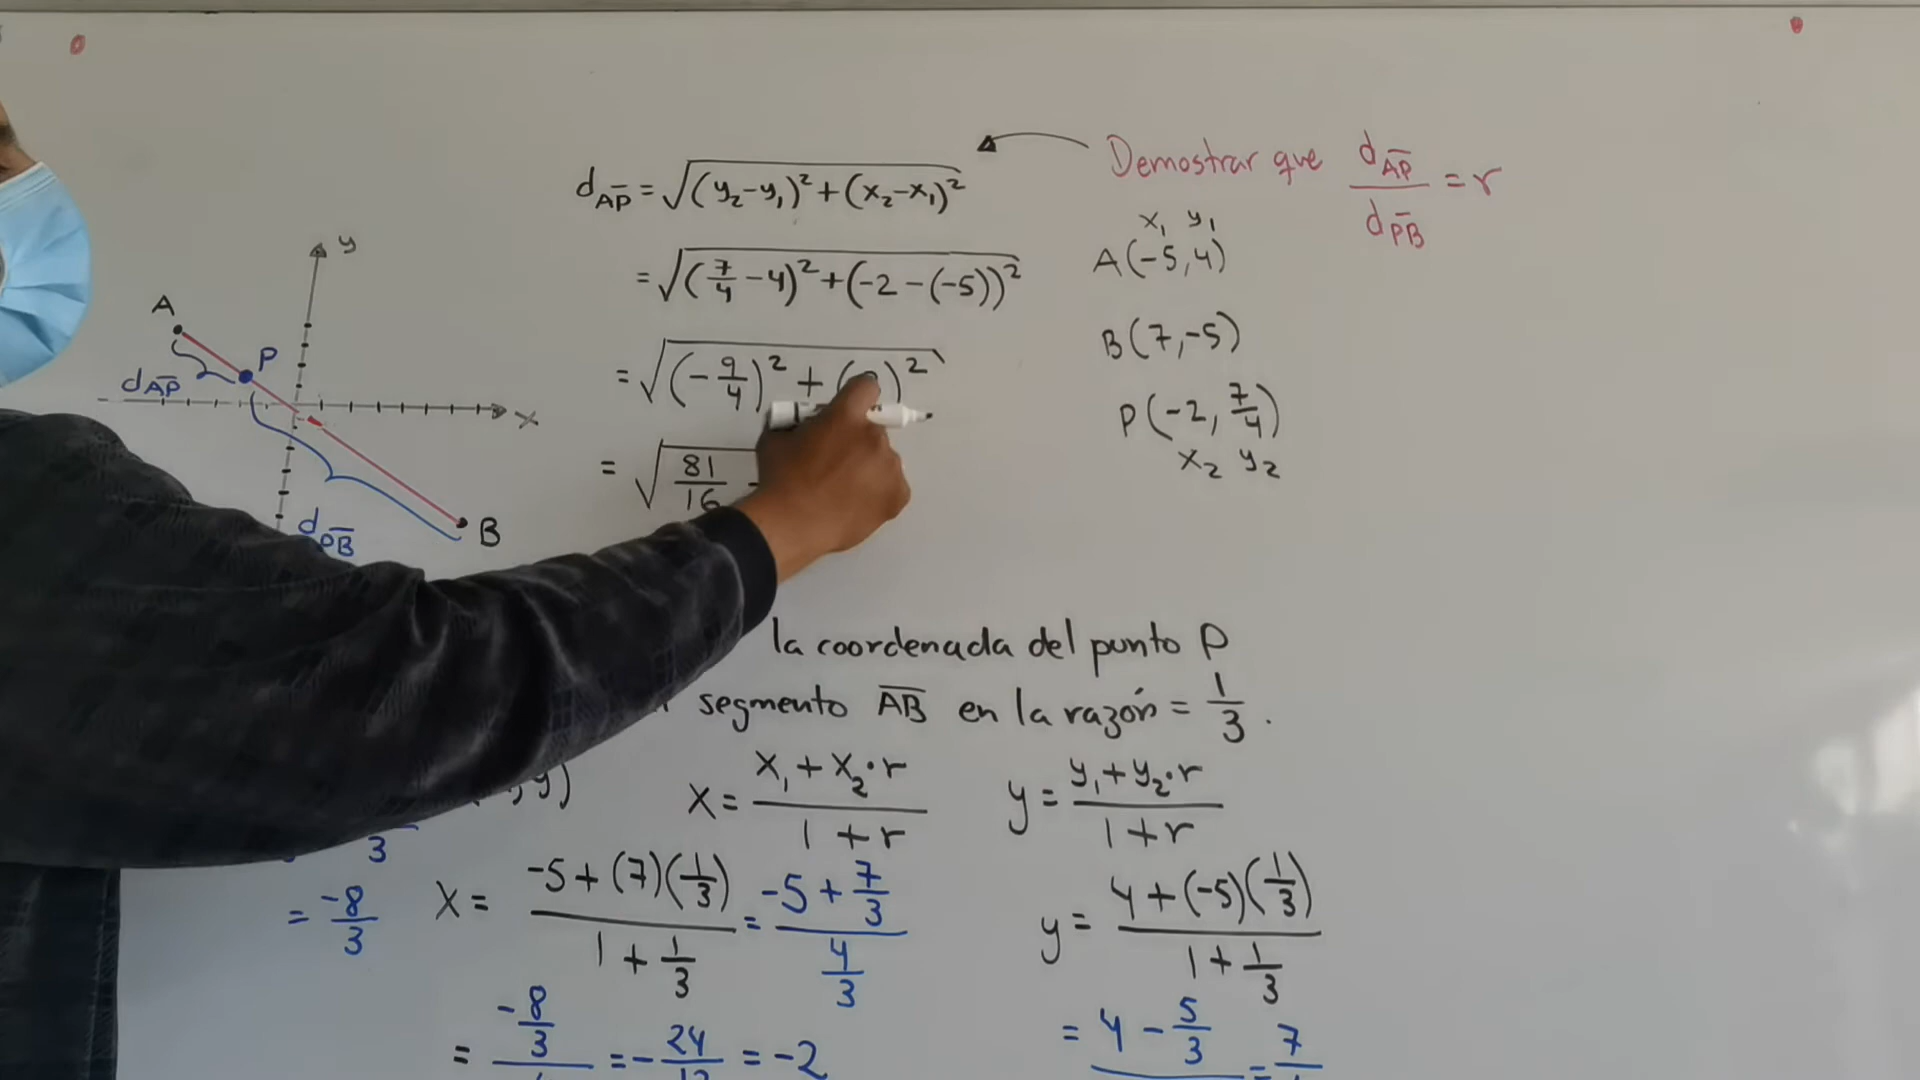 Demostrar que d_AP̅ / d_PB̅ = r
d_AP̅ = √((y₂-y₁)² + (x₂-x₁)²)
= √((7/4 - 4)² + (-2 - (-5))²)
= √((-9/4)² + ( )²)
= √(81/16
x₁ y₁
A(-5,4)
B(7,-5)
P(-2, 7/4)
x₂ y₂
y
A
P
d_AP̅
x
B
d_PB̅
la coordenada del punto P
segmento A̅B̅ en la razón = 1/3.
x = (x₁ + x₂·r)/(1 + r)
y = (y₁ + y₂·r)/(1 + r)
3
= -8/3
x = (-5 + (7)(1/3))/(1 + 1/3) = (-5 + 7/3)/(4/3)
y = (4 + (-5)(1/3))/(1 + 1/3)
= -8/3 = -24/12 = -2
= 4 - 5/3 = 7